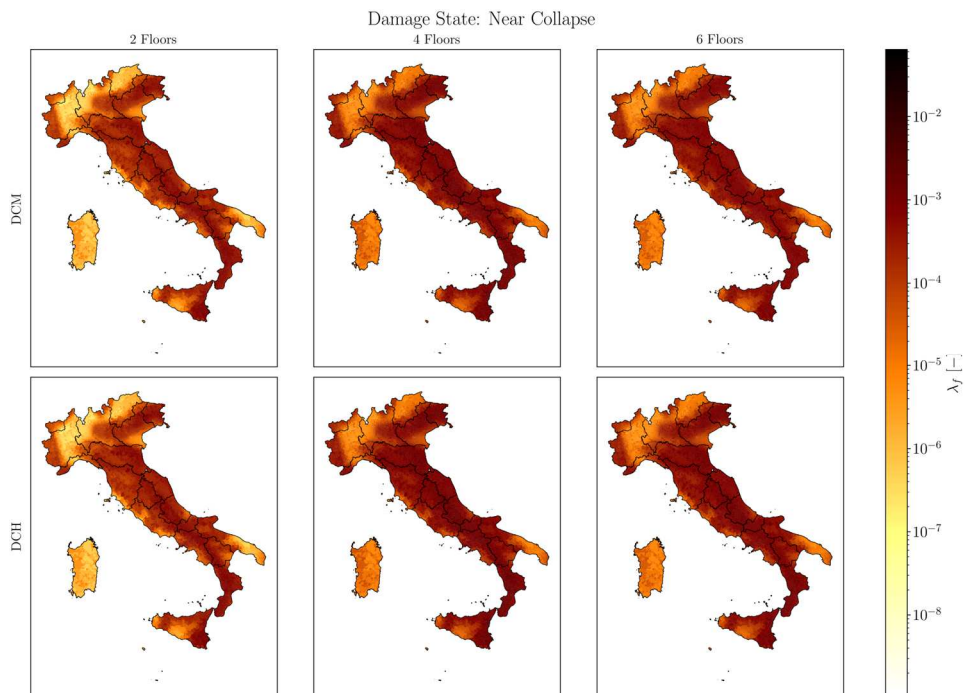 Damage State: Near Collapse
2 Floors
4 Floors
6 Floors
DCM
DCH
10⁻²
10⁻³
10⁻⁴
10⁻⁵
10⁻⁶
10⁻⁷
10⁻⁸
λ_f [−]